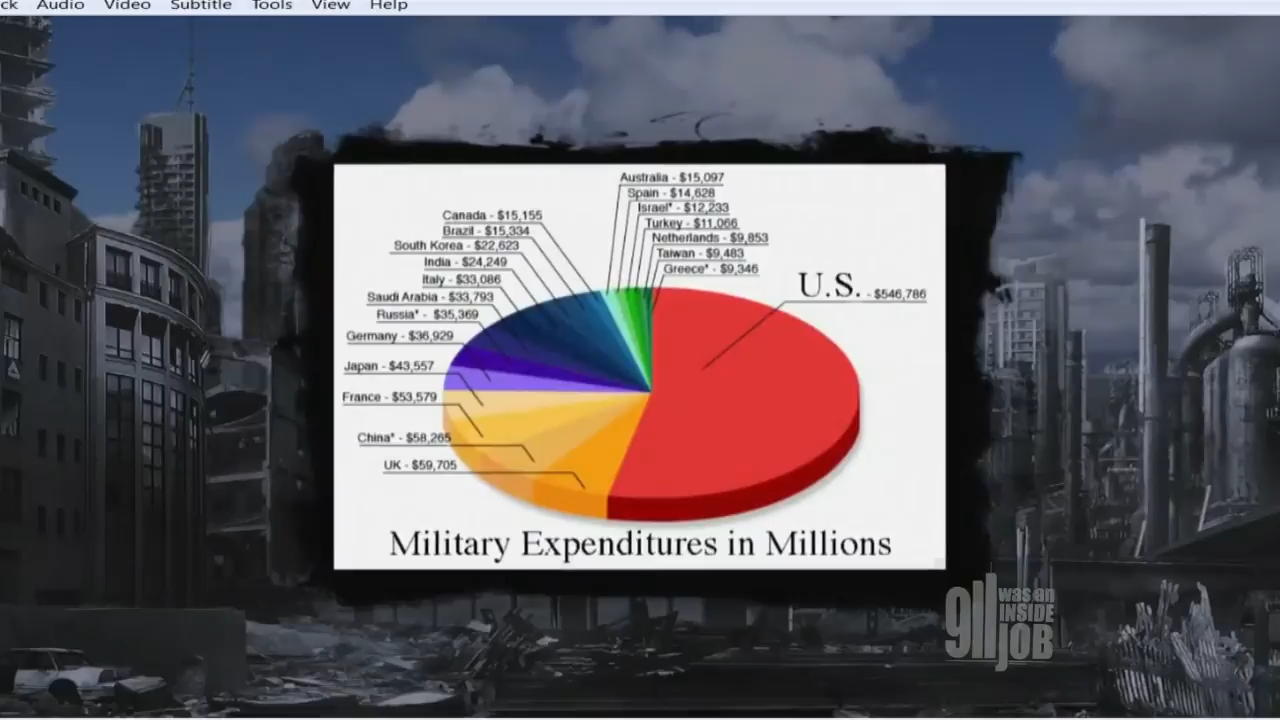 ck Audio Video Subtitle Tools View Help
Australia - $15,097
Spain - $14,628
Israel* - $12,233
Turkey - $11,066
Netherlands - $9,853
Taiwan - $9,483
Greece* - $9,346
Canada - $15,155
Brazil - $15,334
South Korea - $22,623
India - $24,249
Italy - $33,086
Saudi Arabia - $33,793
Russia* - $35,369
Germany - $36,929
Japan - $43,557
France - $53,579
China* - $58,265
UK - $59,705
U.S. - $546,786
Military Expenditures in Millions
911 was an
INSIDE
JOB